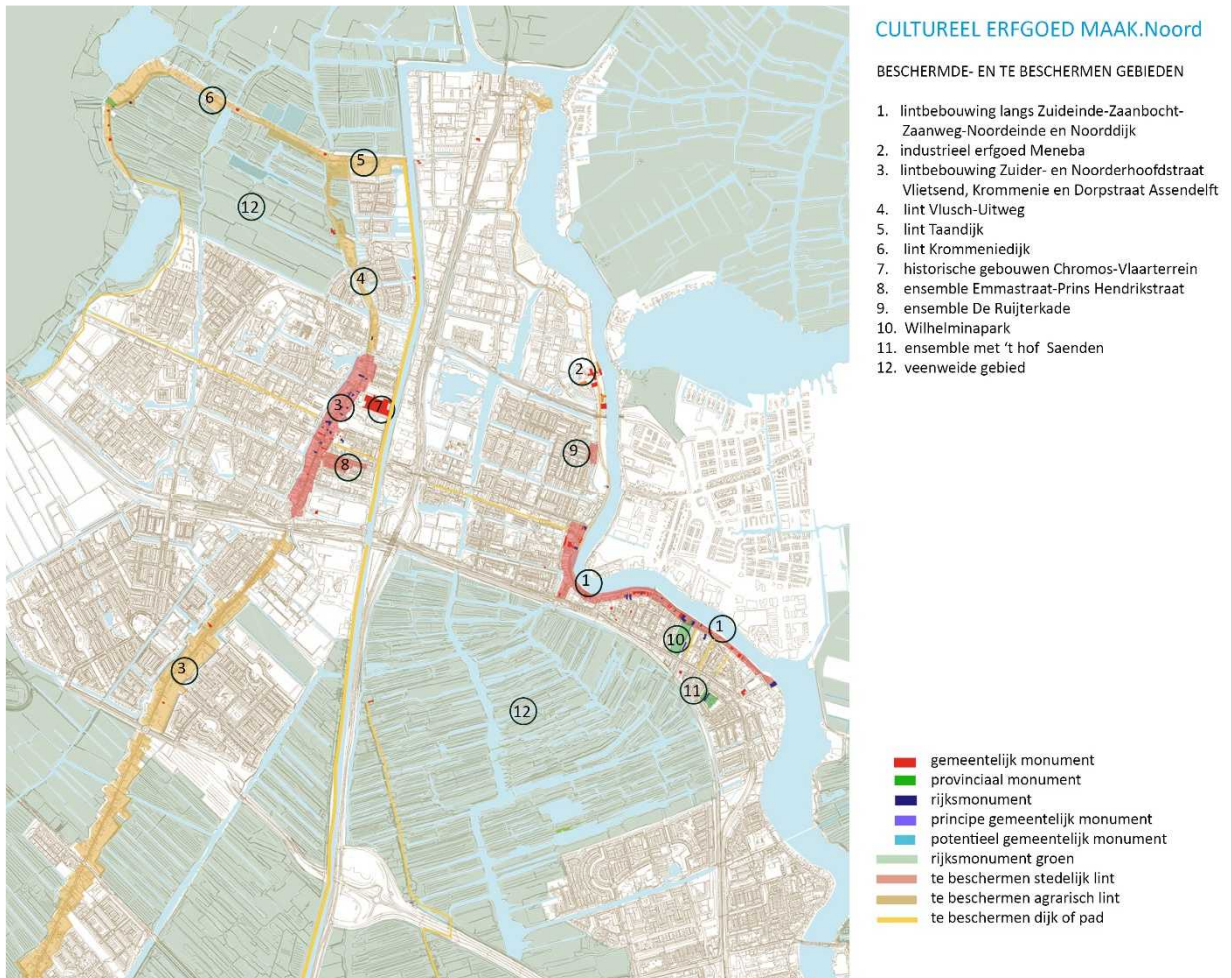 CULTUREEL ERFGOED MAAK.Noord
BESCHERMDE- EN TE BESCHERMEN GEBIEDEN
1. lintbebouwing langs Zuideinde-Zaanbocht-
Zaanweg-Noordeinde en Noorddijk
2. industrieel erfgoed Meneba
3. lintbebouwing Zuider- en Noorderhoofdstraat
Vlietsend, Krommenie en Dorpstraat Assendelft
4. lint Vlusch-Uitweg
5. lint Taandijk
6. lint Krommeniedijk
7. historische gebouwen Chromos-Vlaarterrein
8. ensemble Emmastraat-Prins Hendrikstraat
9. ensemble De Ruijterkade
10. Wilhelminapark
11. ensemble met ‘t hof Saenden
12. veenweide gebied
6
5
12
4
2
3
7
9
8
1
1
10
3
11
12
gemeentelijk monument
provinciaal monument
rijksmonument
principe gemeentelijk monument
potentieel gemeentelijk monument
rijksmonument groen
te beschermen stedelijk lint
te beschermen agrarisch lint
te beschermen dijk of pad